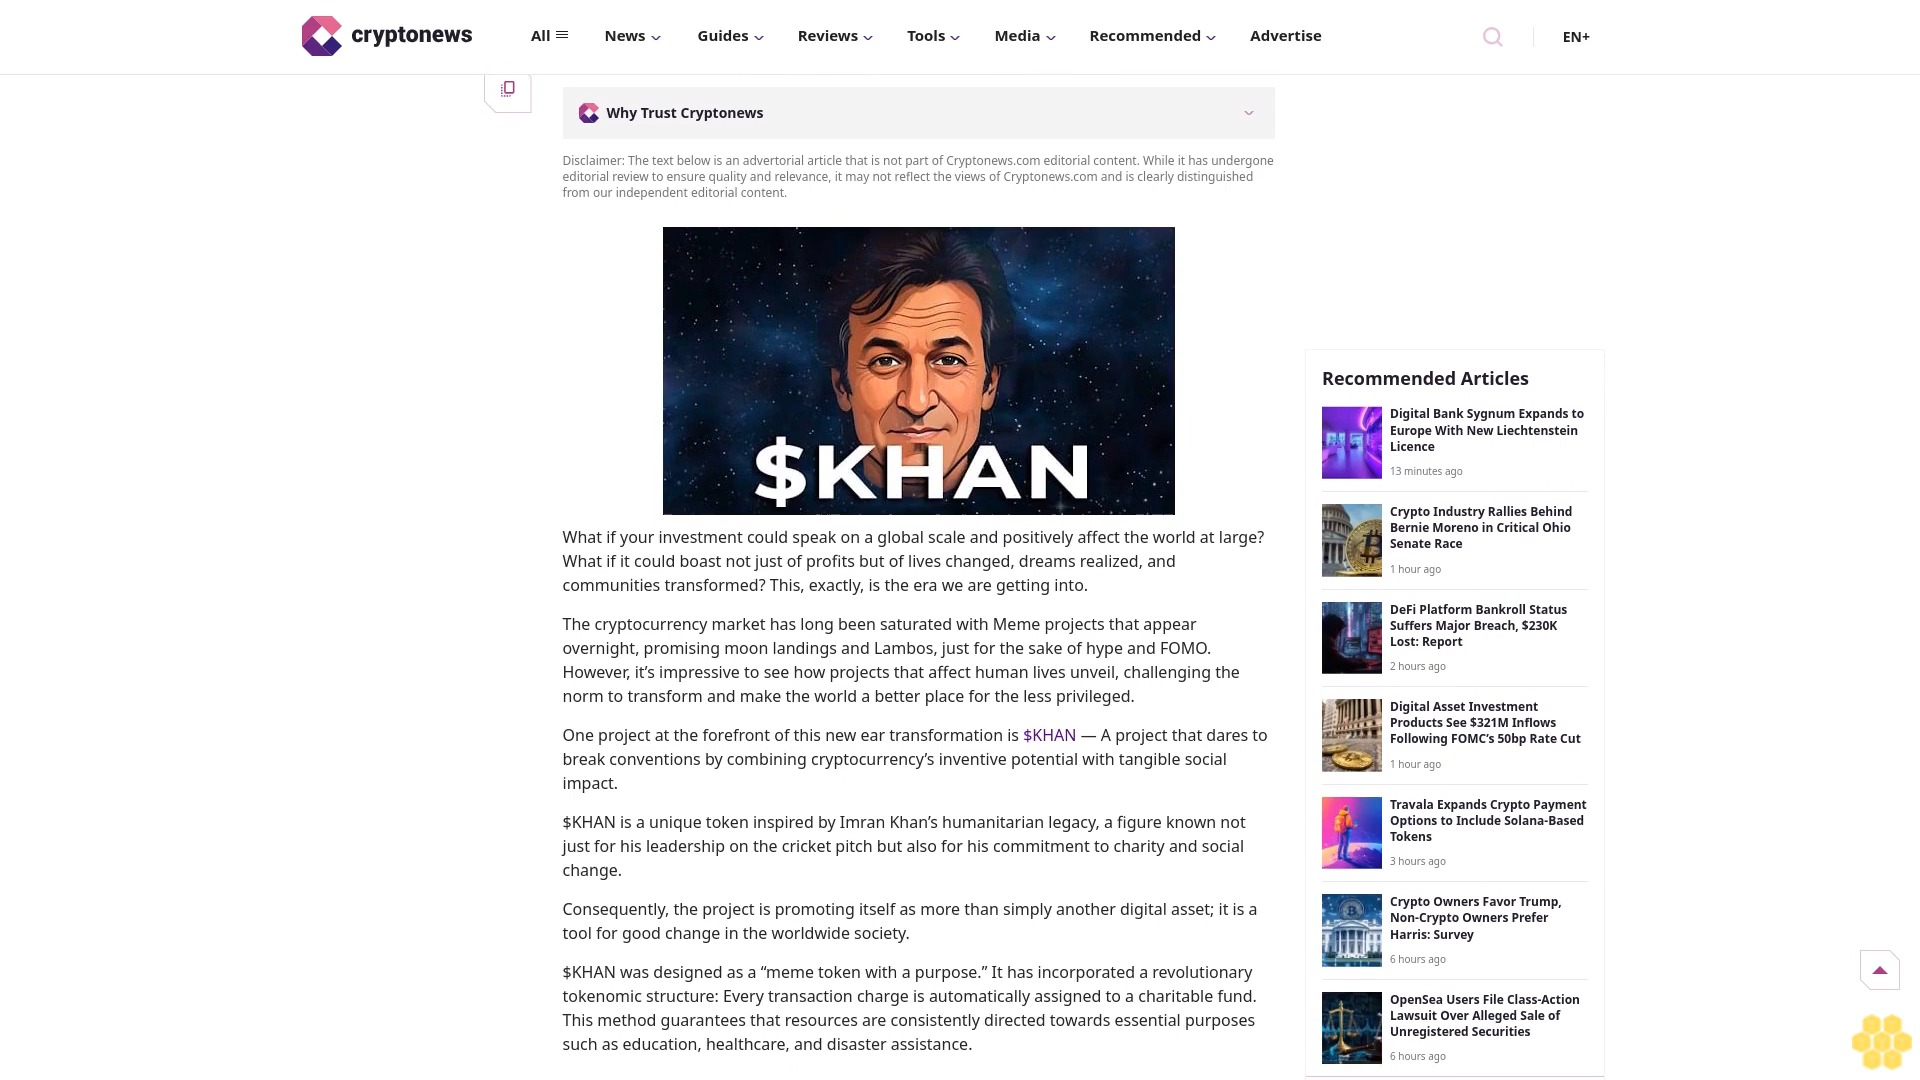 cryptonews
All
News
Guides
Reviews
Tools
Media
Recommended
Advertise
EN+
Why Trust Cryptonews
Disclaimer: The text below is an advertorial article that is not part of Cryptonews.com editorial content. While it has undergone
editorial review to ensure quality and relevance, it may not reflect the views of Cryptonews.com and is clearly distinguished
from our independent editorial content.
$KHAN
What if your investment could speak on a global scale and positively affect the world at large?
What if it could boast not just of profits but of lives changed, dreams realized, and
communities transformed? This, exactly, is the era we are getting into.
The cryptocurrency market has long been saturated with Meme projects that appear
overnight, promising moon landings and Lambos, just for the sake of hype and FOMO.
However, it’s impressive to see how projects that affect human lives unveil, challenging the
norm to transform and make the world a better place for the less privileged.
One project at the forefront of this new ear transformation is $KHAN — A project that dares to
break conventions by combining cryptocurrency’s inventive potential with tangible social
impact.
$KHAN is a unique token inspired by Imran Khan’s humanitarian legacy, a figure known not
just for his leadership on the cricket pitch but also for his commitment to charity and social
change.
Consequently, the project is promoting itself as more than simply another digital asset; it is a
tool for good change in the worldwide society.
$KHAN was designed as a “meme token with a purpose.” It has incorporated a revolutionary
tokenomic structure: Every transaction charge is automatically assigned to a charitable fund.
This method guarantees that resources are consistently directed towards essential purposes
such as education, healthcare, and disaster assistance.
Recommended Articles
Digital Bank Sygnum Expands to
Europe With New Liechtenstein
Licence
13 minutes ago
Crypto Industry Rallies Behind
Bernie Moreno in Critical Ohio
Senate Race
1 hour ago
DeFi Platform Bankroll Status
Suffers Major Breach, $230K
Lost: Report
2 hours ago
Digital Asset Investment
Products See $321M Inflows
Following FOMC’s 50bp Rate Cut
1 hour ago
Travala Expands Crypto Payment
Options to Include Solana-Based
Tokens
3 hours ago
Crypto Owners Favor Trump,
Non-Crypto Owners Prefer
Harris: Survey
6 hours ago
OpenSea Users File Class-Action
Lawsuit Over Alleged Sale of
Unregistered Securities
6 hours ago